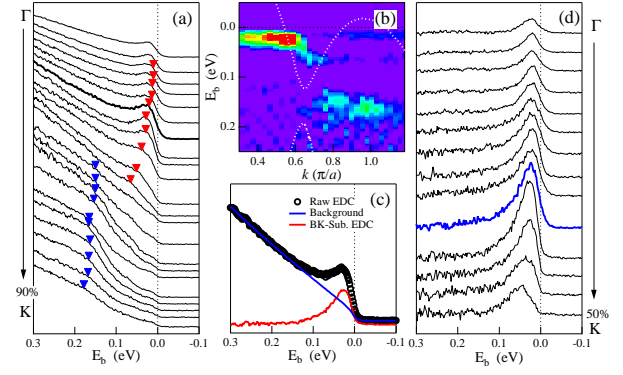 Γ
(a)
90%
K
0.3 0.2 0.1 0.0 -0.1
E_b (eV)
(b)
0.0
0.1
0.2
E_b (eV)
0.4 0.6 0.8 1.0
k (π/a)
(c)
Raw EDC
Background
BK-Sub. EDC
0.3 0.2 0.1 0.0 -0.1
E_b (eV)
(d)
Γ
50%
K
0.3 0.2 0.1 0.0 -0.1
E_b (eV)